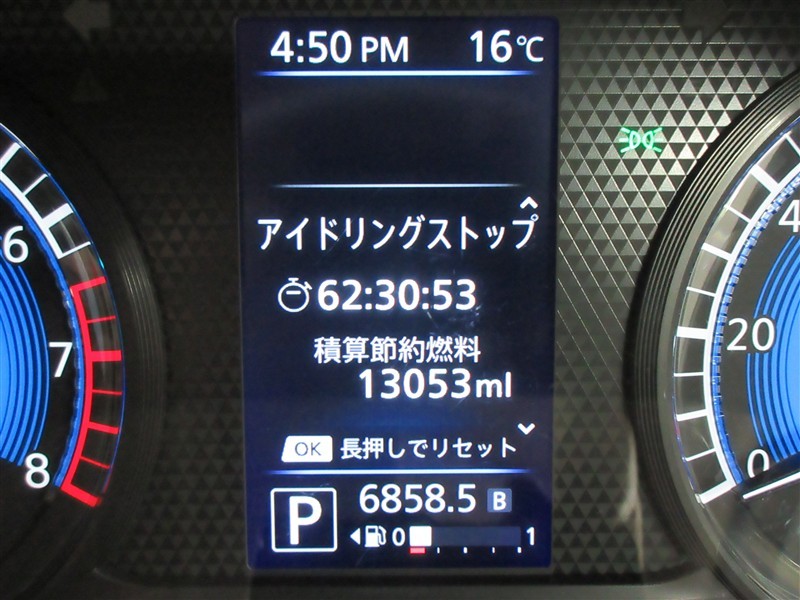 4:50 PM 16℃
アイドリングストップ
62:30:53
積算節約燃料
13053ml
OK 長押しでリセット
P 6858.5 B
0 1
6
7
8
4
20
0